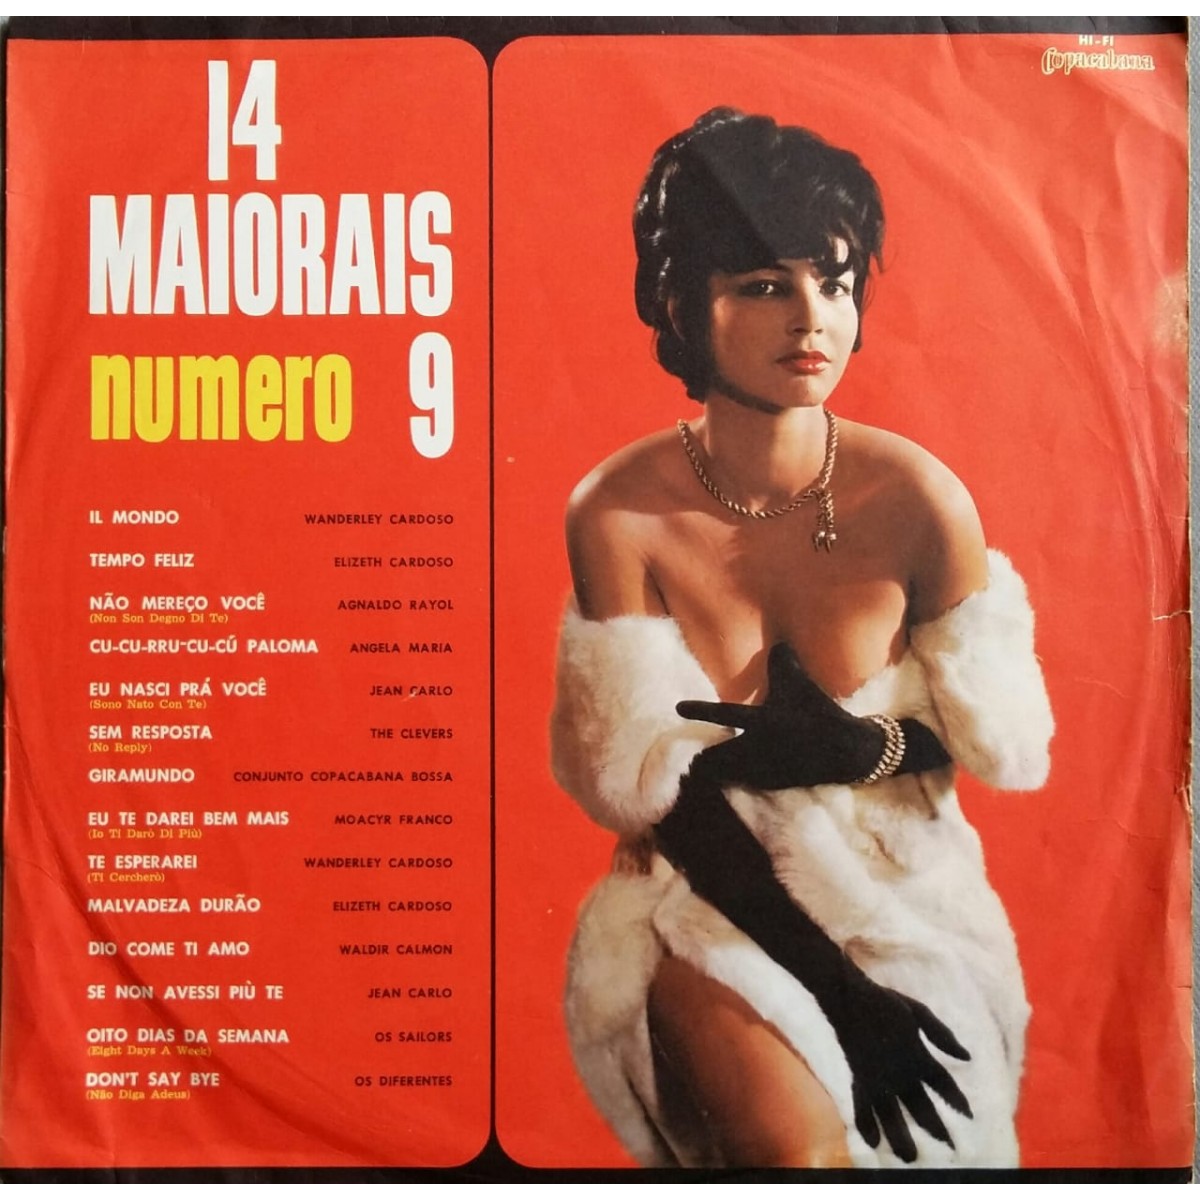 HI-FI
Copacabana
14
MAIORAIS
numero 9
IL MONDO WANDERLEY CARDOSO
TEMPO FELIZ ELIZETH CARDOSO
NÃO MEREÇO VOCÊ AGNALDO RAYOL
(Non Son Degno Di Te)
CU-CU-RRU-CU-CÚ PALOMA ANGELA MARIA
EU NASCI PRÁ VOCÊ JEAN CARLO
(Sono Nato Con Te)
SEM RESPOSTA THE CLEVERS
(No Reply)
GIRAMUNDO CONJUNTO COPACABANA BOSSA
EU TE DAREI BEM MAIS MOACYR FRANCO
(Io Ti Darò Di Più)
TE ESPERAREI WANDERLEY CARDOSO
(Ti Cercherò)
MALVADEZA DURÃO ELIZETH CARDOSO
DIO COME TI AMO WALDIR CALMON
SE NON AVESSI PIÙ TE JEAN CARLO
OITO DIAS DA SEMANA OS SAILORS
(Eight Days A Week)
DON'T SAY BYE OS DIFERENTES
(Não Diga Adeus)